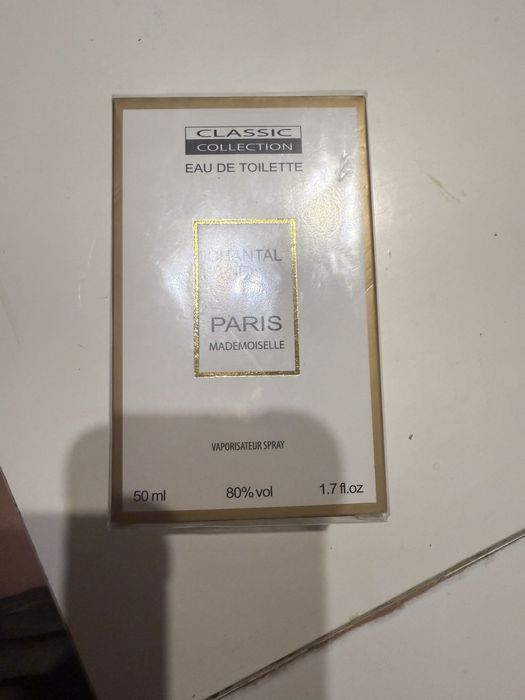 CLASSIC
COLLECTION
EAU DE TOILETTE
CHANTAL
PARIS
MADEMOISELLE
VAPORISATEUR SPRAY
50 ml 80% vol 1.7 fl.oz